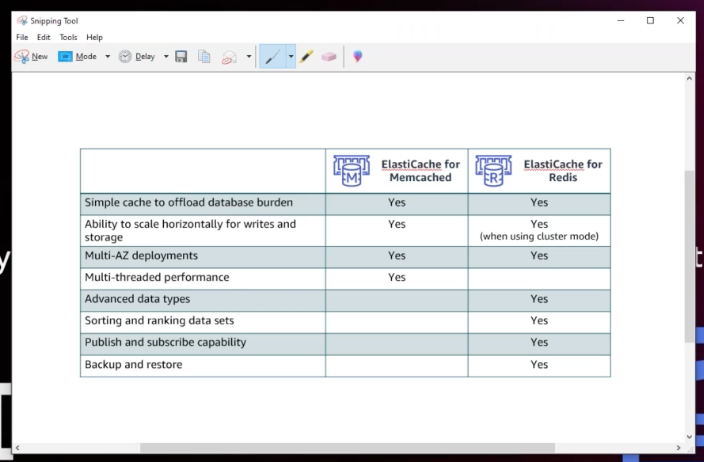 Snipping Tool
File Edit Tools Help
New Mode Delay
ElastiCache for Memcached
ElastiCache for Redis
M
R
Simple cache to offload database burden Yes Yes
Ability to scale horizontally for writes and storage Yes Yes (when using cluster mode)
Multi-AZ deployments Yes Yes
Multi-threaded performance Yes
Advanced data types Yes
Sorting and ranking data sets Yes
Publish and subscribe capability Yes
Backup and restore Yes
y
t